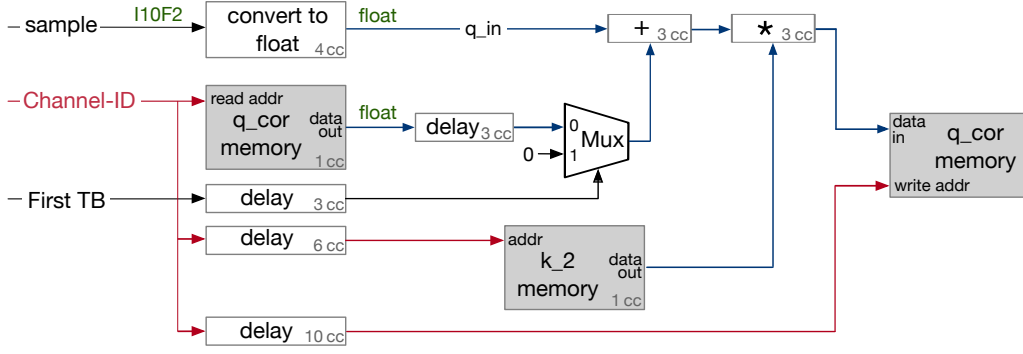 sample
I10F2
convert to
float
4 cc
float
q_in
+
3 cc
*
3 cc
Channel-ID
read addr
q_cor
memory
data
out
1 cc
float
delay
3 cc
0
0
1
Mux
data
in
q_cor
memory
write addr
First TB
delay
3 cc
delay
6 cc
addr
k_2
memory
data
out
1 cc
delay
10 cc